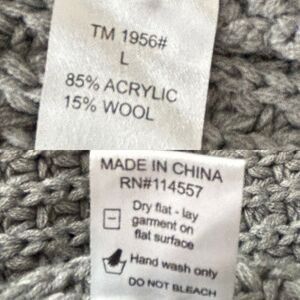 TM 1956#
L
85% ACRYLIC
15% WOOL
MADE IN CHINA
RN#114557
Dry flat - lay
garment on
flat surface
Hand wash only
DO NOT BLEACH